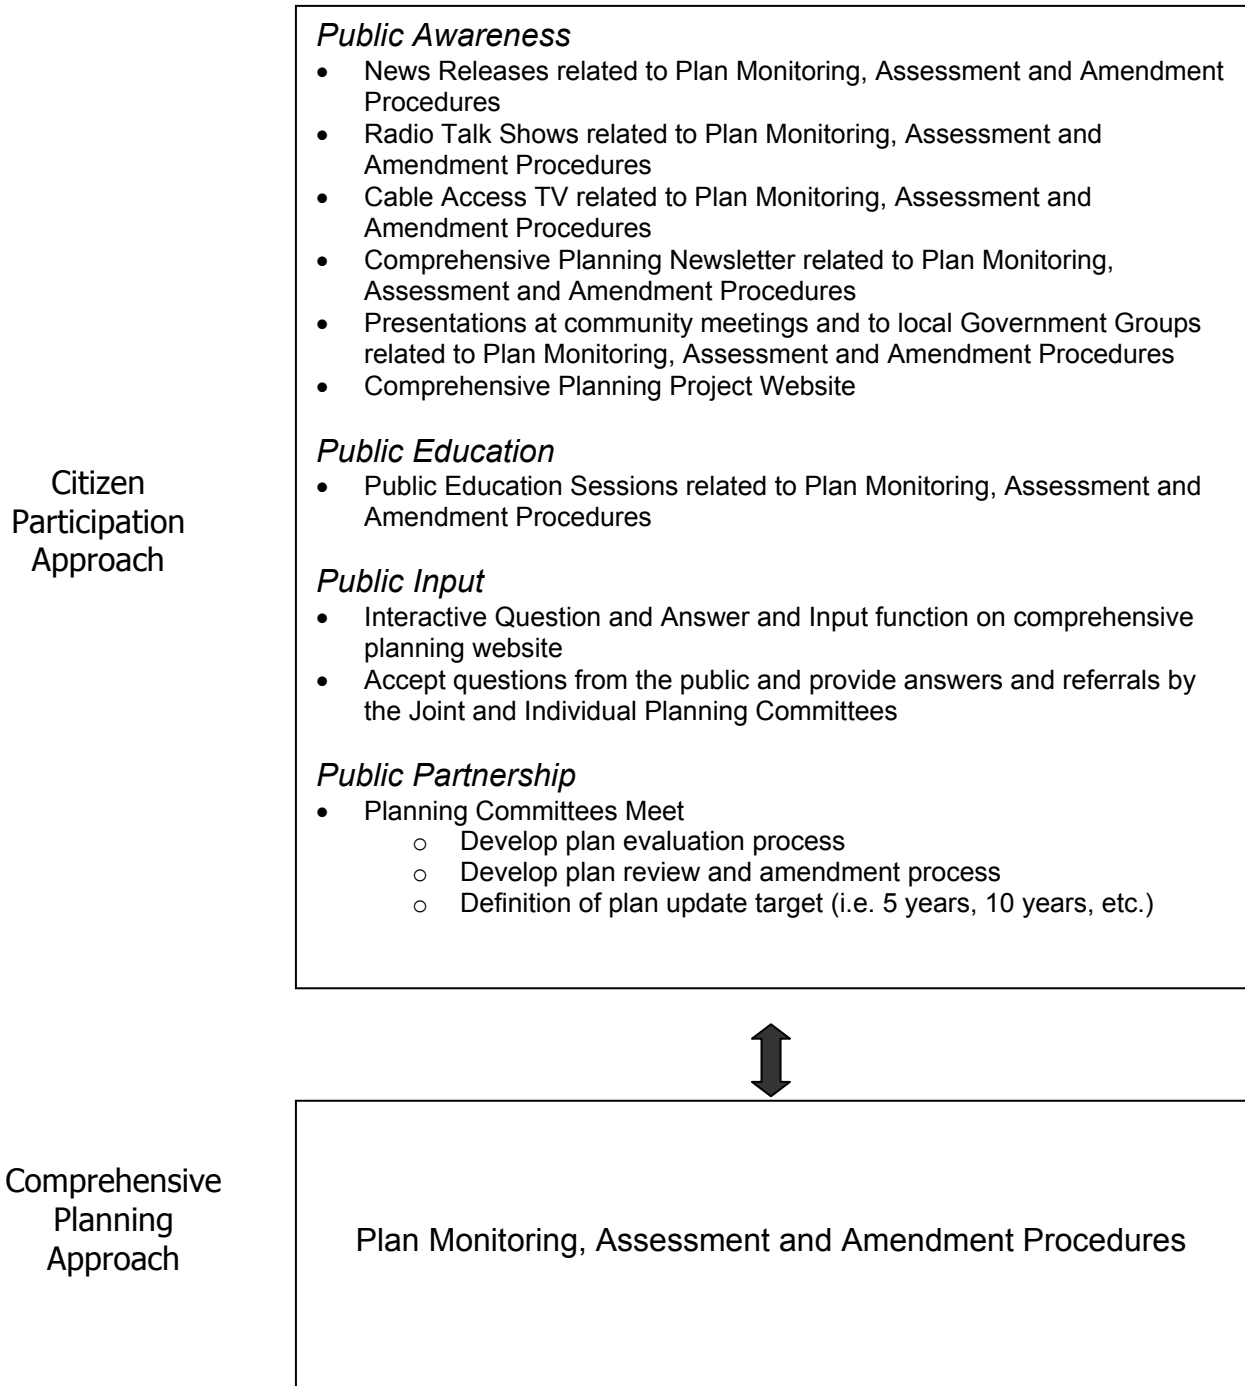 Public Awareness
• News Releases related to Plan Monitoring, Assessment and Amendment
Procedures
• Radio Talk Shows related to Plan Monitoring, Assessment and
Amendment Procedures
• Cable Access TV related to Plan Monitoring, Assessment and
Amendment Procedures
• Comprehensive Planning Newsletter related to Plan Monitoring,
Assessment and Amendment Procedures
• Presentations at community meetings and to local Government Groups
related to Plan Monitoring, Assessment and Amendment Procedures
• Comprehensive Planning Project Website
Public Education
• Public Education Sessions related to Plan Monitoring, Assessment and
Amendment Procedures
Citizen
Participation
Approach
Public Input
• Interactive Question and Answer and Input function on comprehensive
planning website
• Accept questions from the public and provide answers and referrals by
the Joint and Individual Planning Committees
Public Partnership
• Planning Committees Meet
o Develop plan evaluation process
o Develop plan review and amendment process
o Definition of plan update target (i.e. 5 years, 10 years, etc.)
Comprehensive
Planning
Approach
Plan Monitoring, Assessment and Amendment Procedures